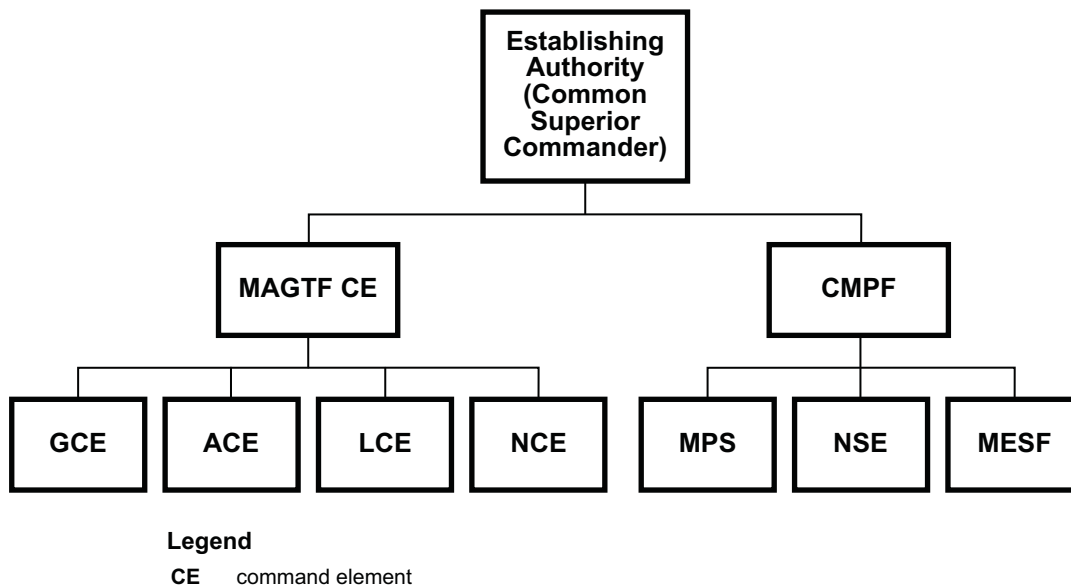 Establishing
Authority
(Common
Superior
Commander)
MAGTF CE
CMPF
GCE
ACE
LCE
NCE
MPS
NSE
MESF
Legend
CE command element